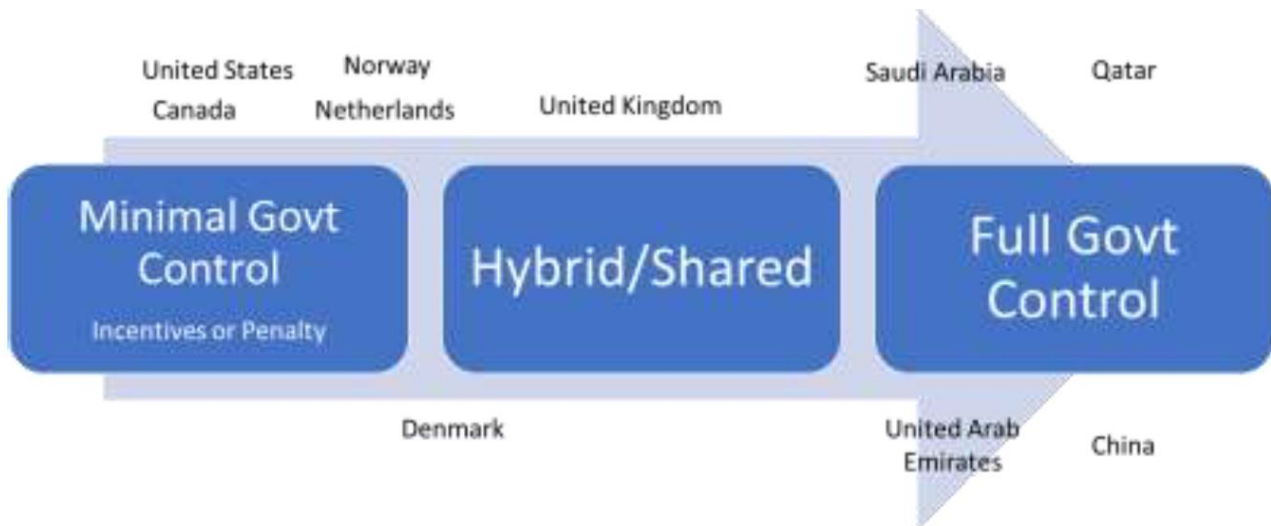 United States
Norway
Saudi Arabia
Qatar
Canada
Netherlands
United Kingdom
Minimal Govt
Control
Incentives or Penalty
Hybrid/Shared
Full Govt
Control
Denmark
United Arab
Emirates
China